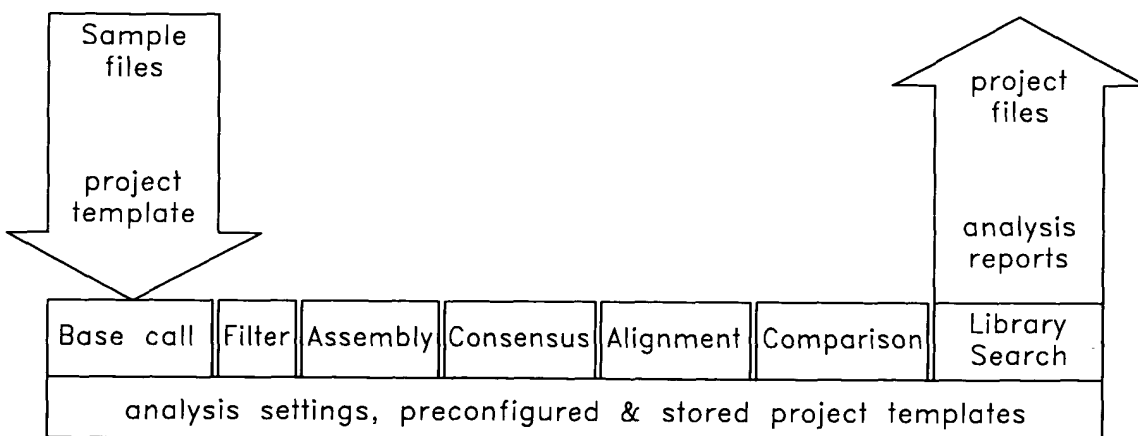 Sample
files
project
template
project
files
analysis
reports
Base call
Filter
Assembly
Consensus
Alignment
Comparison
Library
Search
analysis settings, preconfigured & stored project templates